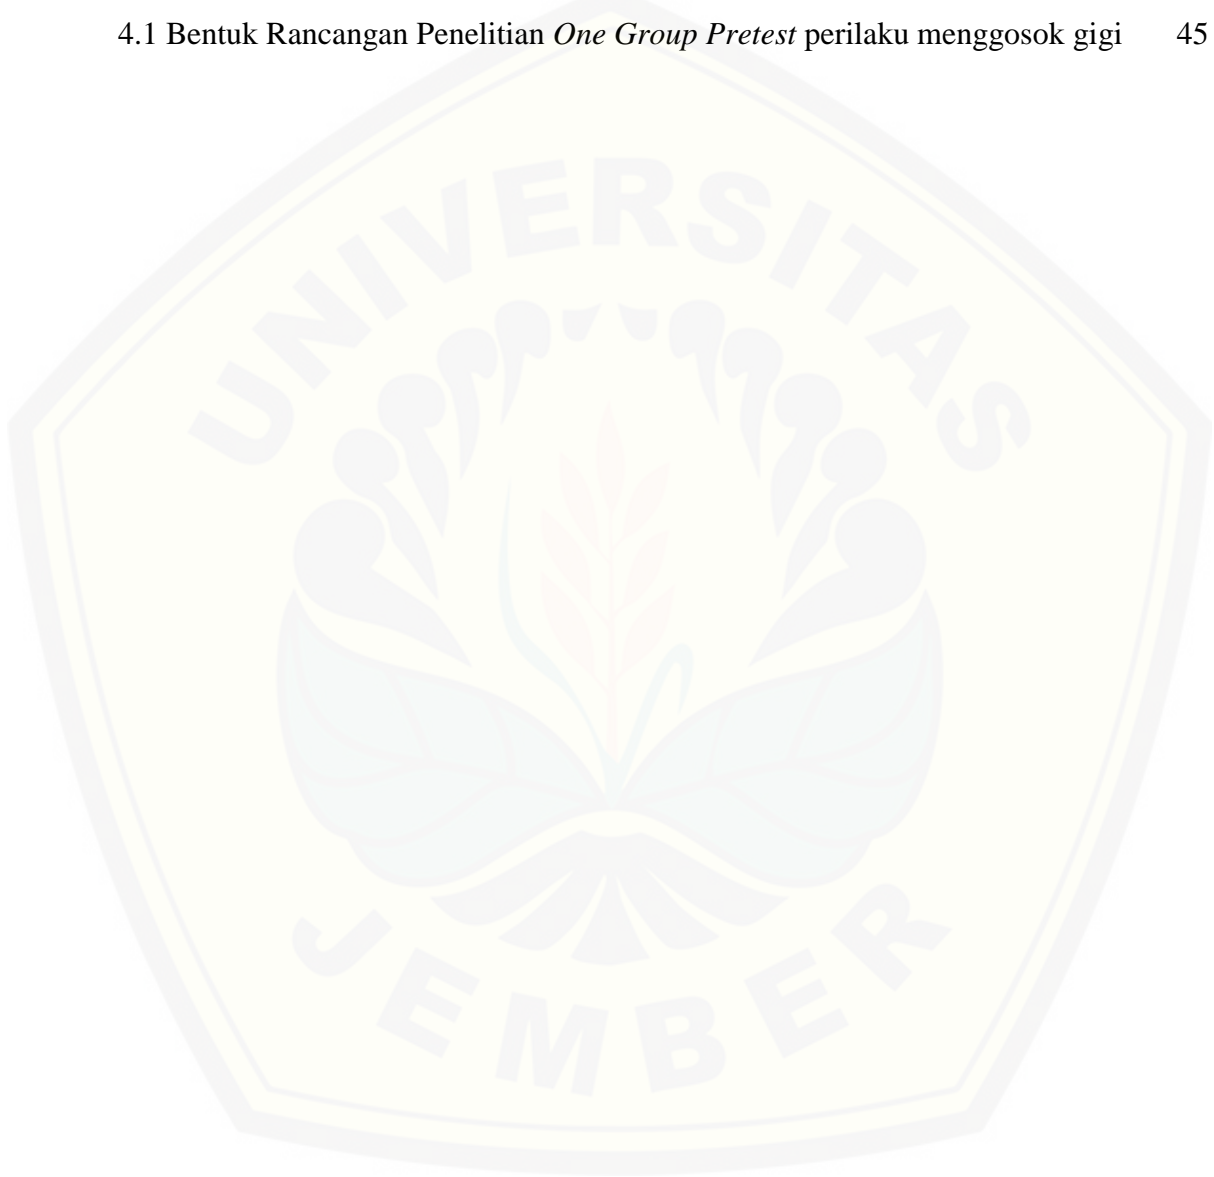 4.1 Bentuk Rancangan Penelitian One Group Pretest perilaku menggosok gigi 45
UNIVERSITAS
JEMBER